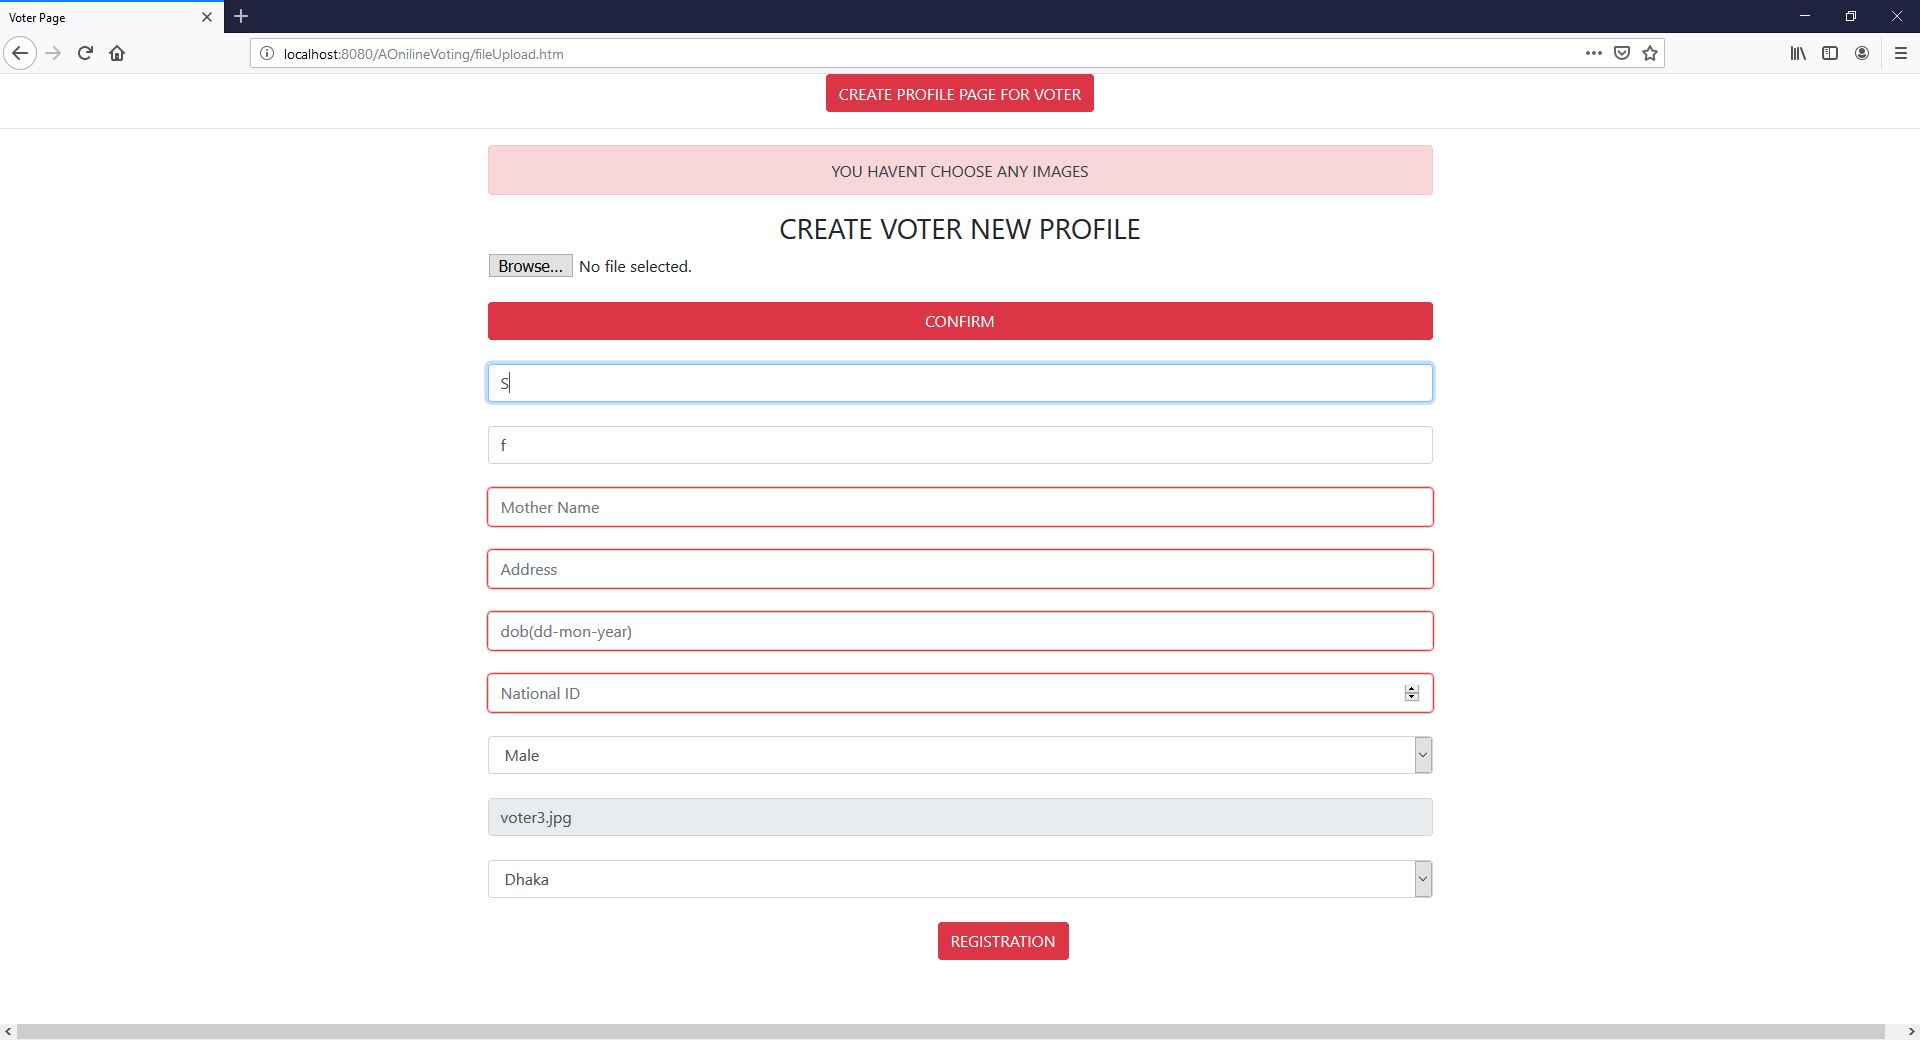 Voter Page
localhost:8080/AOnilineVoting/fileUpload.htm
CREATE PROFILE PAGE FOR VOTER
YOU HAVENT CHOOSE ANY IMAGES
CREATE VOTER NEW PROFILE
Browse... No file selected.
CONFIRM
S
f
Mother Name
Address
dob(dd-mon-year)
National ID
Male
voter3.jpg
Dhaka
REGISTRATION